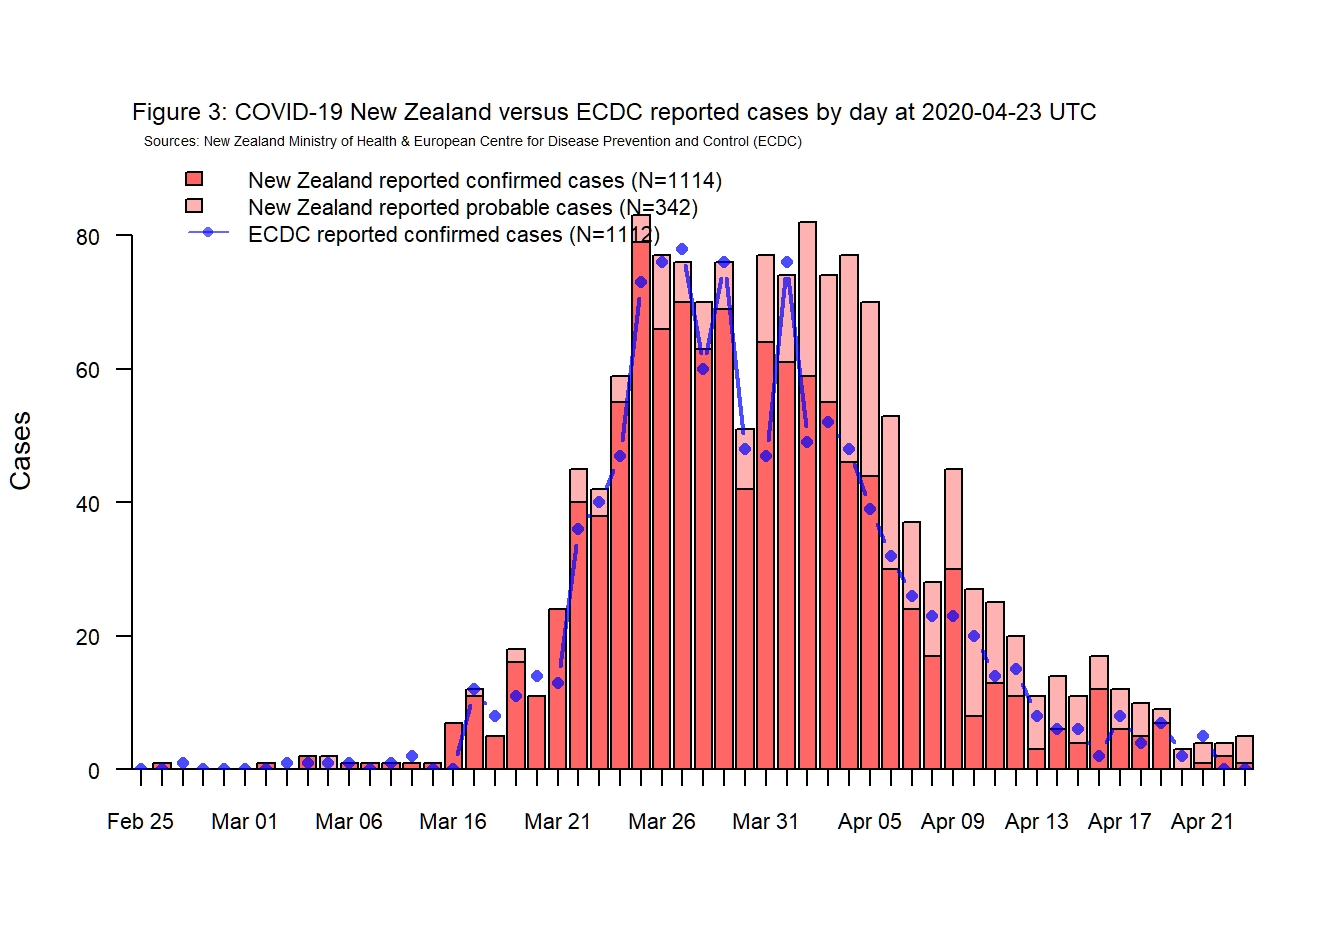 Figure 3: COVID-19 New Zealand versus ECDC reported cases by day at 2020-04-23 UTC
Sources: New Zealand Ministry of Health & European Centre for Disease Prevention and Control (ECDC)
New Zealand reported confirmed cases (N=1114)
New Zealand reported probable cases (N=342)
ECDC reported confirmed cases (N=1112)
Cases
80
60
40
20
0
Feb 25 Mar 01 Mar 06 Mar 16 Mar 21 Mar 26 Mar 31 Apr 05 Apr 09 Apr 13 Apr 17 Apr 21